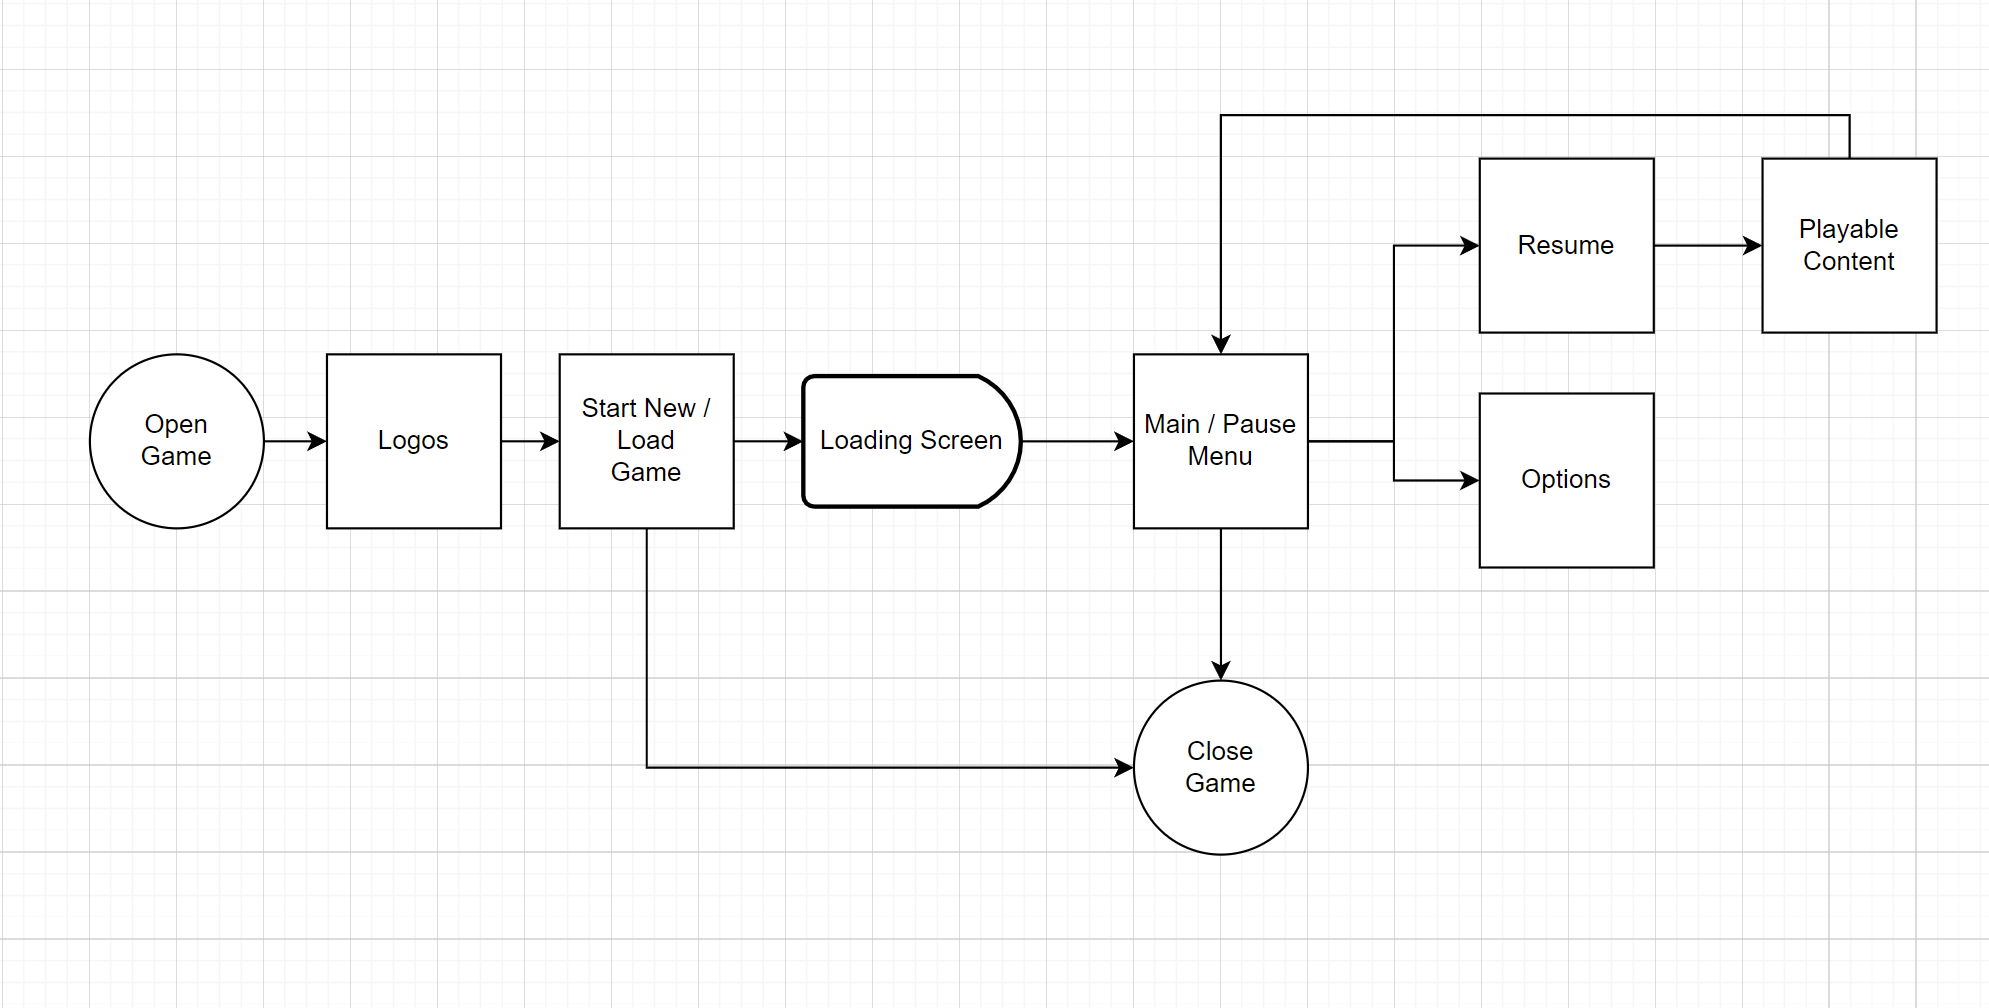 Open
Game
Logos
Start New /
Load
Game
Loading Screen
Main / Pause
Menu
Resume
Playable
Content
Options
Close
Game